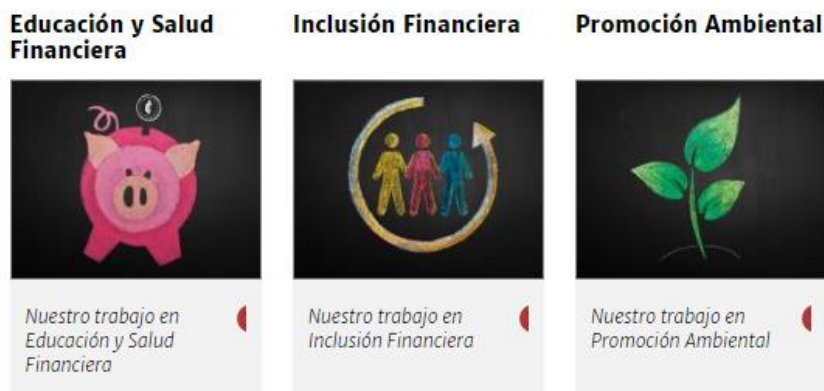 Educación y Salud
Financiera
Inclusión Financiera
Promoción Ambiental
Nuestro trabajo en
Educación y Salud
Financiera
Nuestro trabajo en
Inclusión Financiera
Nuestro trabajo en
Promoción Ambiental